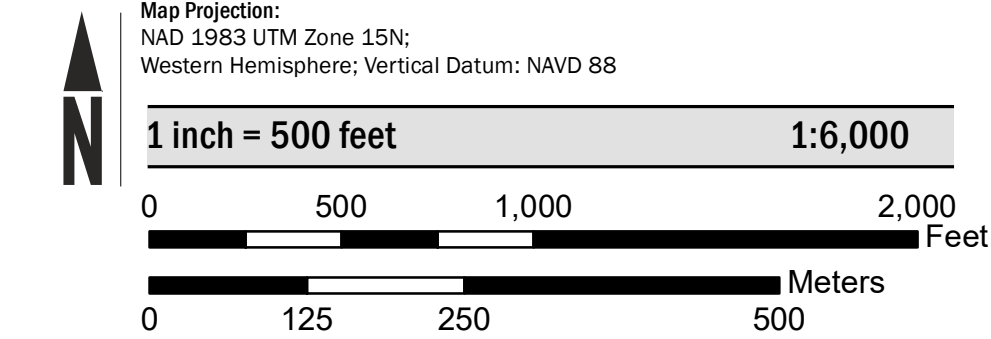 Map Projection:
NAD 1983 UTM Zone 15N;
Western Hemisphere; Vertical Datum: NAVD 88
N
1 inch = 500 feet 1:6,000
0 500 1,000 2,000
Feet
Meters
0 125 250 500